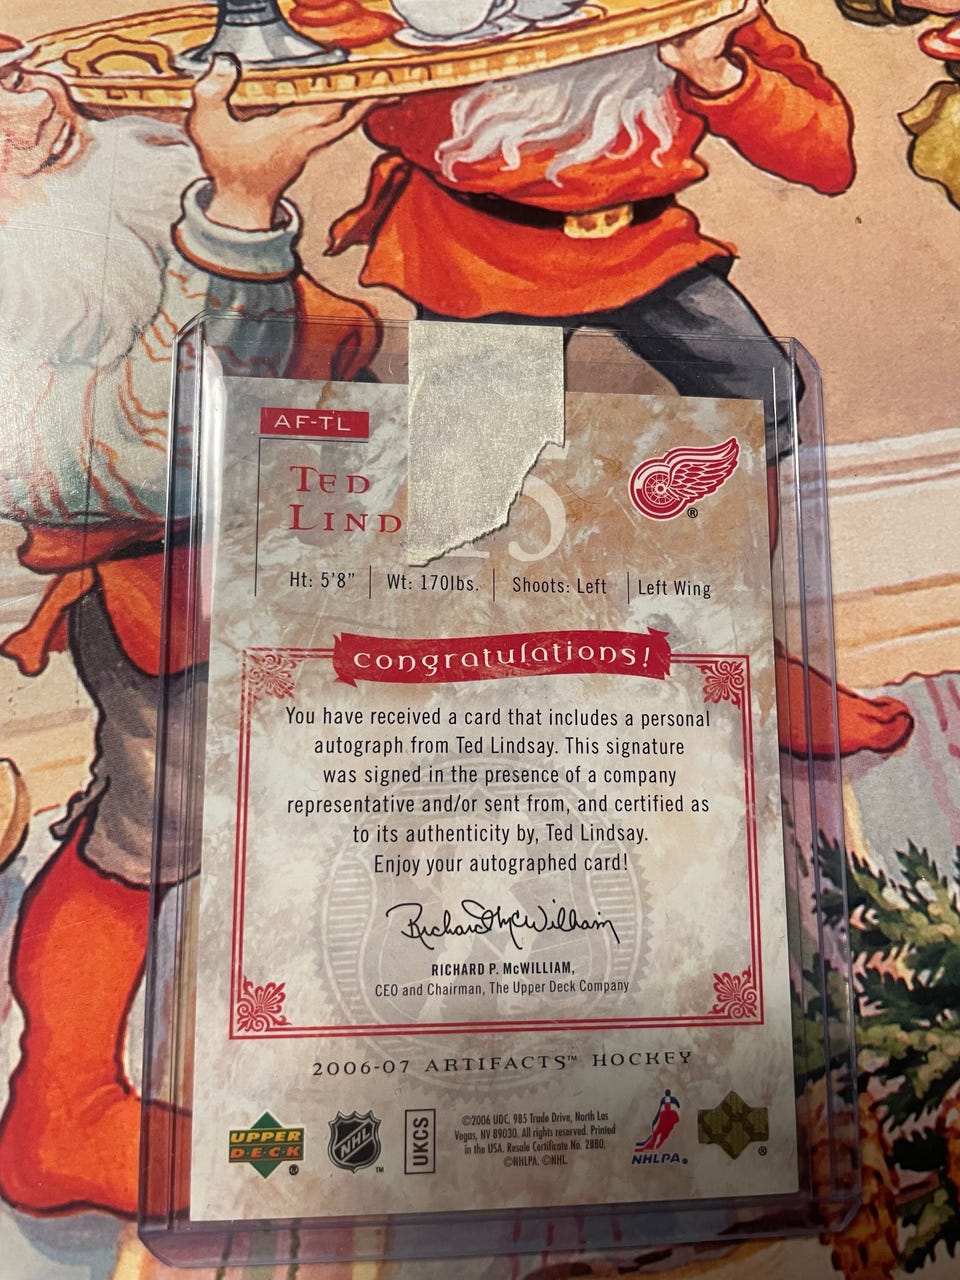 AF-TL
TED
LIND
Ht: 5'8" Wt: 170lbs. Shoots: Left Left Wing
congratulations!
You have received a card that includes a personal
autograph from Ted Lindsay. This signature
was signed in the presence of a company
representative and/or sent from, and certified as
to its authenticity by, Ted Lindsay.
Enjoy your autographed card!
Richard P. McWilliam
RICHARD P. McWILLIAM,
CEO and Chairman, The Upper Deck Company
2006-07 ARTIFACTS™ HOCKEY
UPPER
D·E·C·K ®
NHL ™
UKCS
©2006 UDC. 985 Trade Drive, North Las
Vegas, NV 89030. All rights reserved. Printed
in the USA. Resale Certificate No. 2880.
©NHLPA. ©NHL.
NHLPA®
®